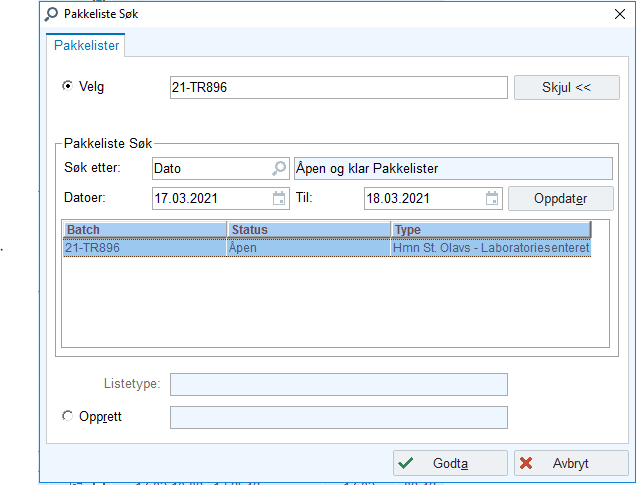 Pakkeliste Søk
Pakkelister
Velg 21-TR896 Skjul <<
Pakkeliste Søk
Søk etter: Dato Åpen og klar Pakkelister
Datoer: 17.03.2021 Til: 18.03.2021 Oppdater
Batch Status Type
21-TR896 Åpen Hmn St. Olavs - Laboratoriesenteret
Listetype:
Opprett
Godta Avbryt